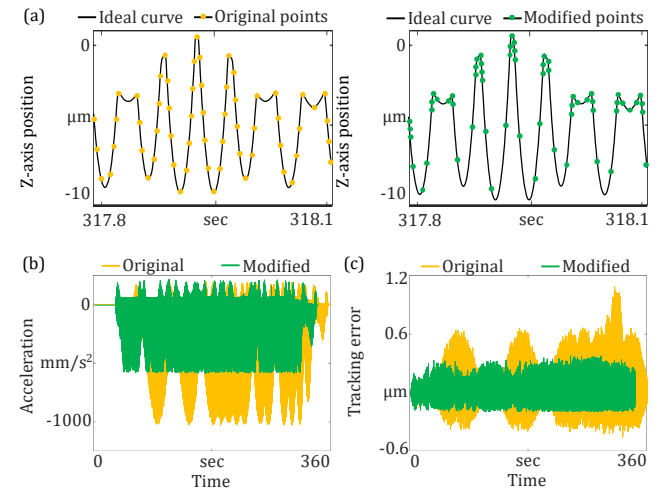 (a) Ideal curve Original points Ideal curve Modified points
0 0
Z-axis position μm Z-axis position μm
-10 -10
317.8 sec 318.1 317.8 sec 318.1
(b) Original Modified (c) Original Modified
0 1.2
Acceleration mm/s² Tracking error 0.6
μm
-1000 -0.6
0 sec 360 0 sec 360
Time Time